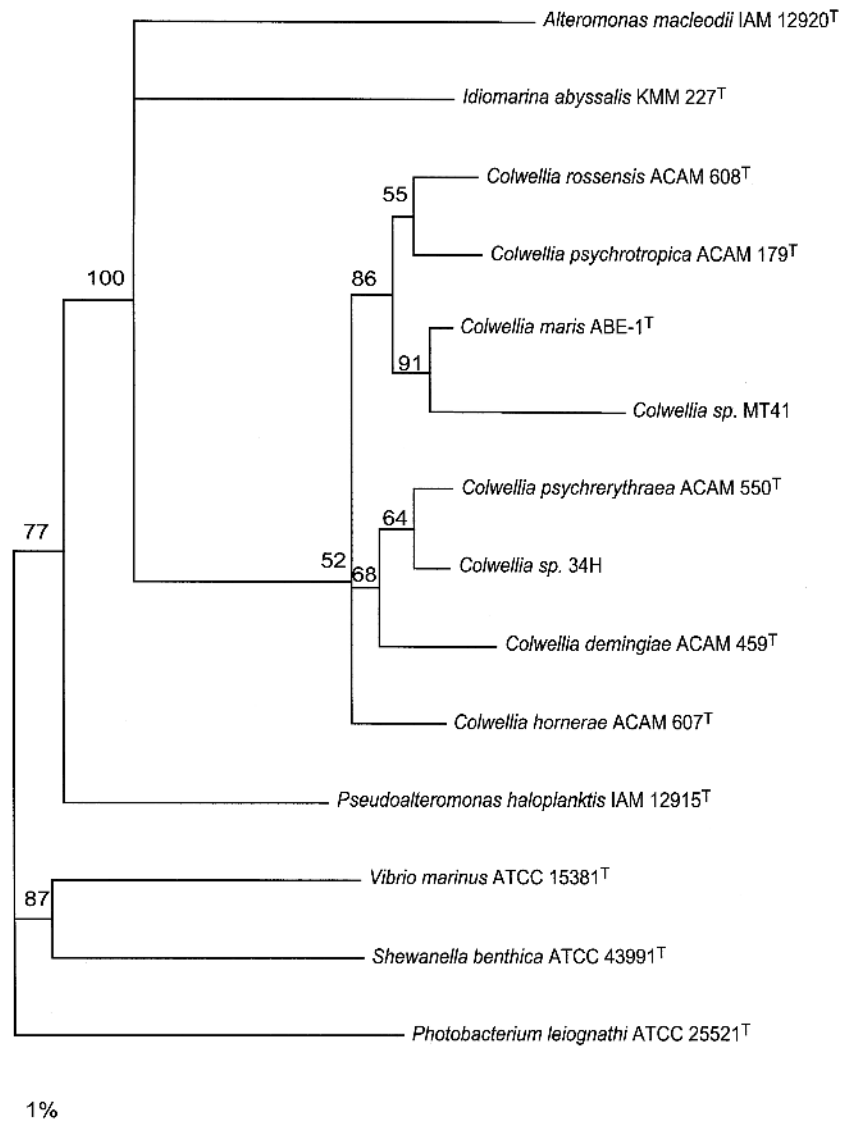 Alteromonas macleodii IAM 12920T
Idiomarina abyssalis KMM 227T
Colwellia rossensis ACAM 608T
55
Colwellia psychrotropica ACAM 179T
100
86
Colwellia maris ABE-1T
91
Colwellia sp. MT41
Colwellia psychrerythraea ACAM 550T
64
77
52
68
Colwellia sp. 34H
Colwellia demingiae ACAM 459T
Colwellia hornerae ACAM 607T
Pseudoalteromonas haloplanktis IAM 12915T
Vibrio marinus ATCC 15381T
87
Shewanella benthica ATCC 43991T
Photobacterium leiognathi ATCC 25521T
1%